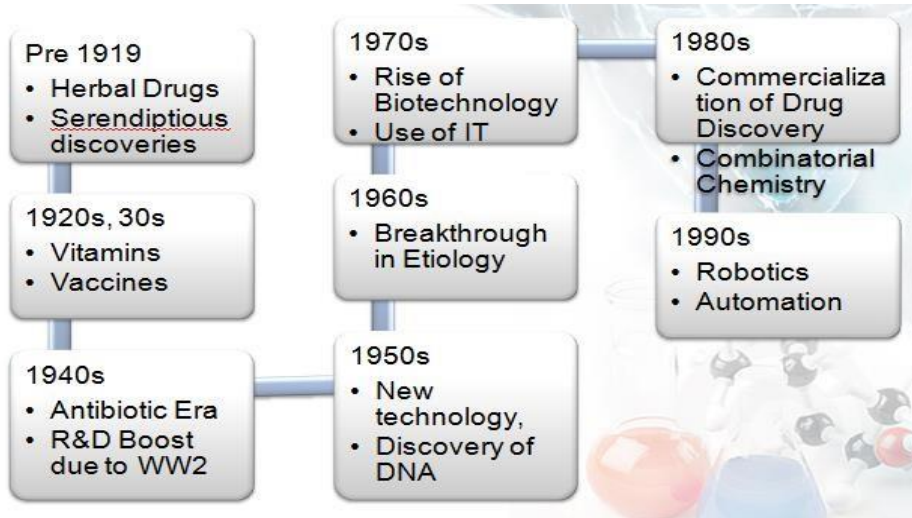 Pre 1919
• Herbal Drugs
• Serendiptious
discoveries
1920s, 30s
• Vitamins
• Vaccines
1940s
• Antibiotic Era
• R&D Boost
due to WW2
1950s
• New
technology,
• Discovery of
DNA
1960s
• Breakthrough
in Etiology
1970s
• Rise of
Biotechnology
• Use of IT
1980s
• Commercializa
tion of Drug
Discovery
• Combinatorial
Chemistry
1990s
• Robotics
• Automation